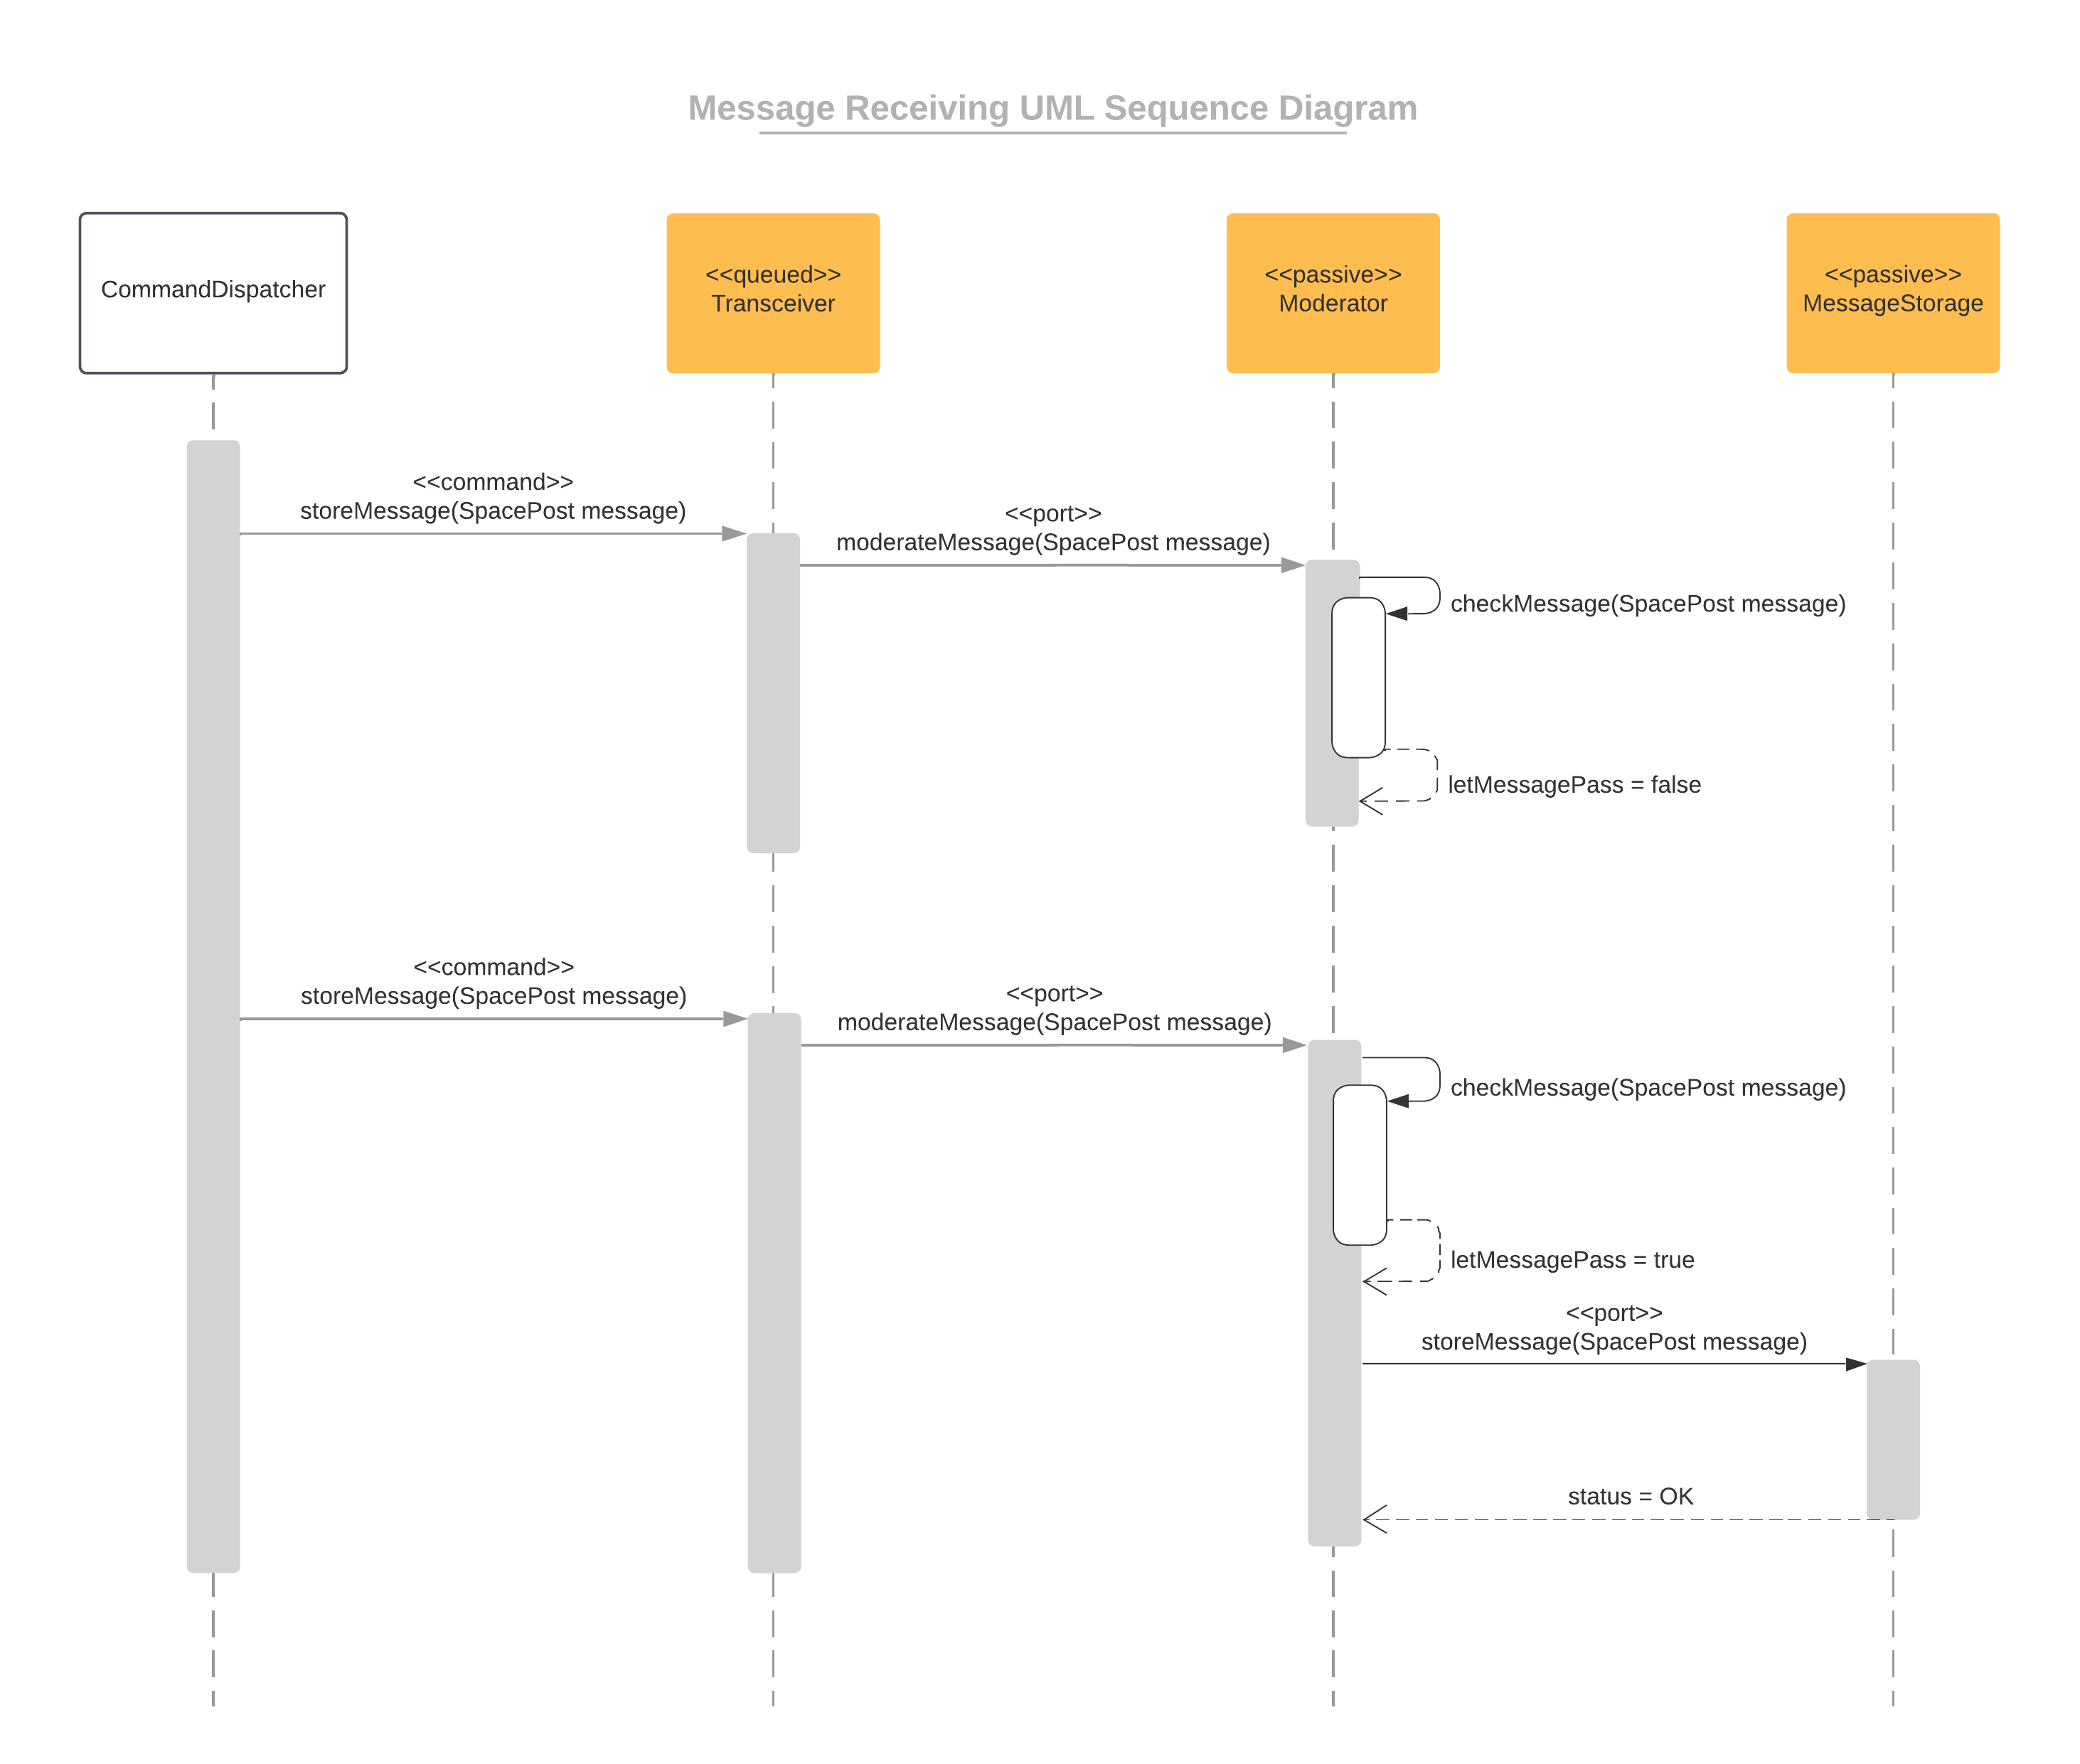 Message Receiving UML Sequence Diagram
CommandDispatcher
<<queued>>
Transceiver
<<passive>>
Moderator
<<passive>>
MessageStorage
<<command>>
storeMessage(SpacePost message)
<<port>>
moderateMessage(SpacePost message)
checkMessage(SpacePost message)
letMessagePass = false
<<command>>
storeMessage(SpacePost message)
<<port>>
moderateMessage(SpacePost message)
checkMessage(SpacePost message)
letMessagePass = true
<<port>>
storeMessage(SpacePost message)
status = OK